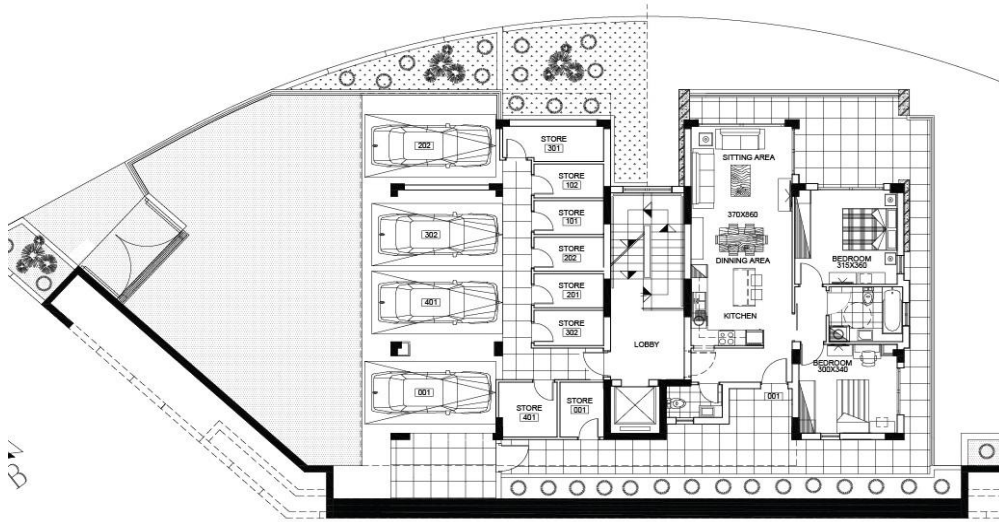 202
302
401
001
STORE
301
STORE
102
STORE
101
STORE
202
STORE
201
STORE
302
STORE
401
STORE
001
LOBBY
SITTING AREA
370X860
DINNING AREA
KITCHEN
BEDROOM
315X360
BEDROOM
300X340
001